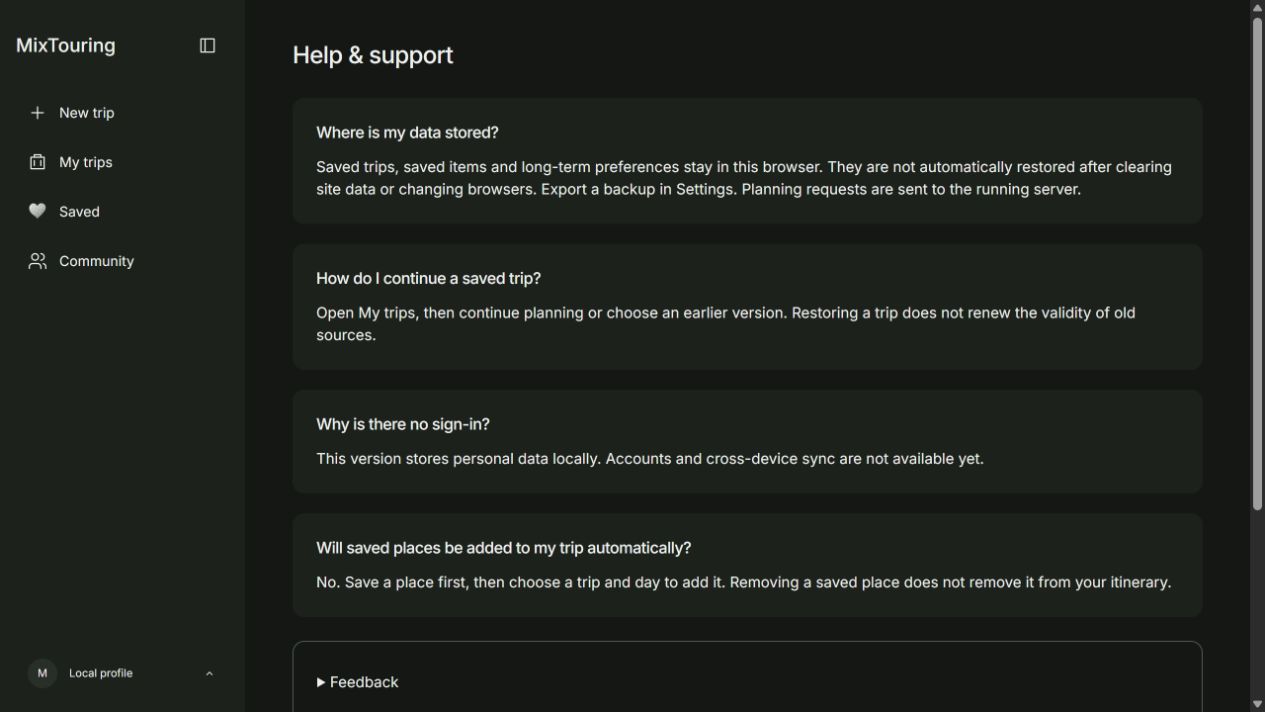 MixTouring
New trip
My trips
Saved
Community
M
Local profile
Help & support
Where is my data stored?
Saved trips, saved items and long-term preferences stay in this browser. They are not automatically restored after clearing
site data or changing browsers. Export a backup in Settings. Planning requests are sent to the running server.
How do I continue a saved trip?
Open My trips, then continue planning or choose an earlier version. Restoring a trip does not renew the validity of old
sources.
Why is there no sign-in?
This version stores personal data locally. Accounts and cross-device sync are not available yet.
Will saved places be added to my trip automatically?
No. Save a place first, then choose a trip and day to add it. Removing a saved place does not remove it from your itinerary.
Feedback